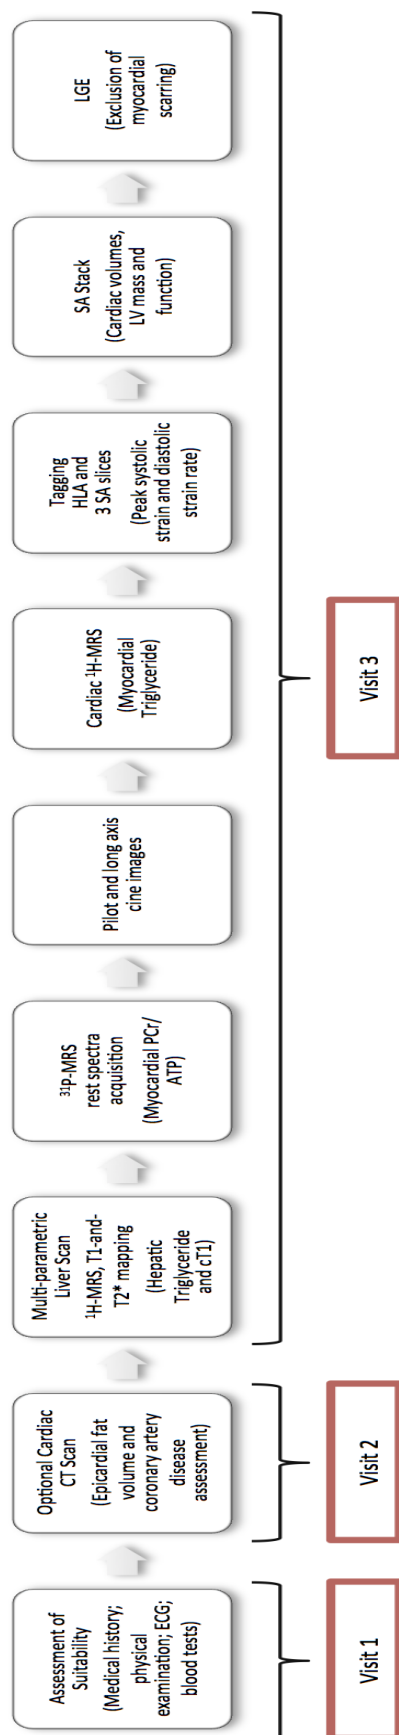 Assessment of
Suitability
(Medical history;
physical
examination; ECG;
blood tests)
Optional Cardiac
CT Scan
(Epicardial fat
volume and
coronary artery
disease
assessment)
Multi-parametric
Liver Scan
¹H-MRS, T1-and-
T2* mapping
(Hepatic
Triglyceride
and cT1)
³¹P-MRS
rest spectra
acquisition
(Myocardial PCr/
ATP)
Pilot and long axis
cine images
Cardiac ¹H-MRS
(Myocardial
Triglyceride)
Tagging
HLA and
3 SA slices
(Peak systolic
strain and diastolic
strain rate)
SA Stack
(Cardiac volumes,
LV mass and
function)
LGE
(Exclusion of
myocardial
scarring)
Visit 1
Visit 2
Visit 3